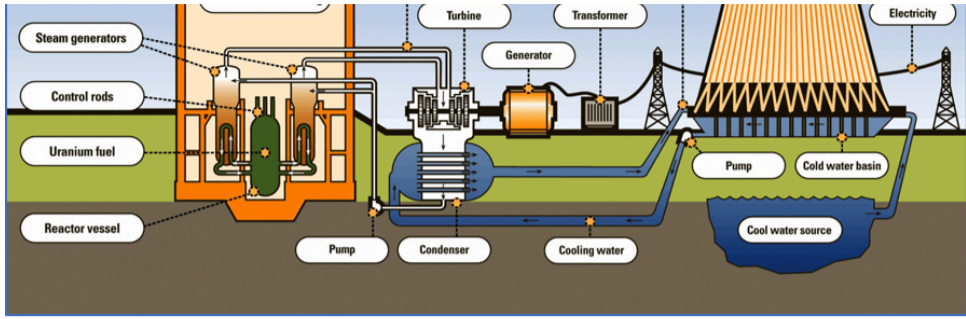 Turbine
Transformer
Electricity
Steam generators
Generator
Control rods
Uranium fuel
Pump
Cold water basin
Reactor vessel
Pump
Condenser
Cooling water
Cool water source